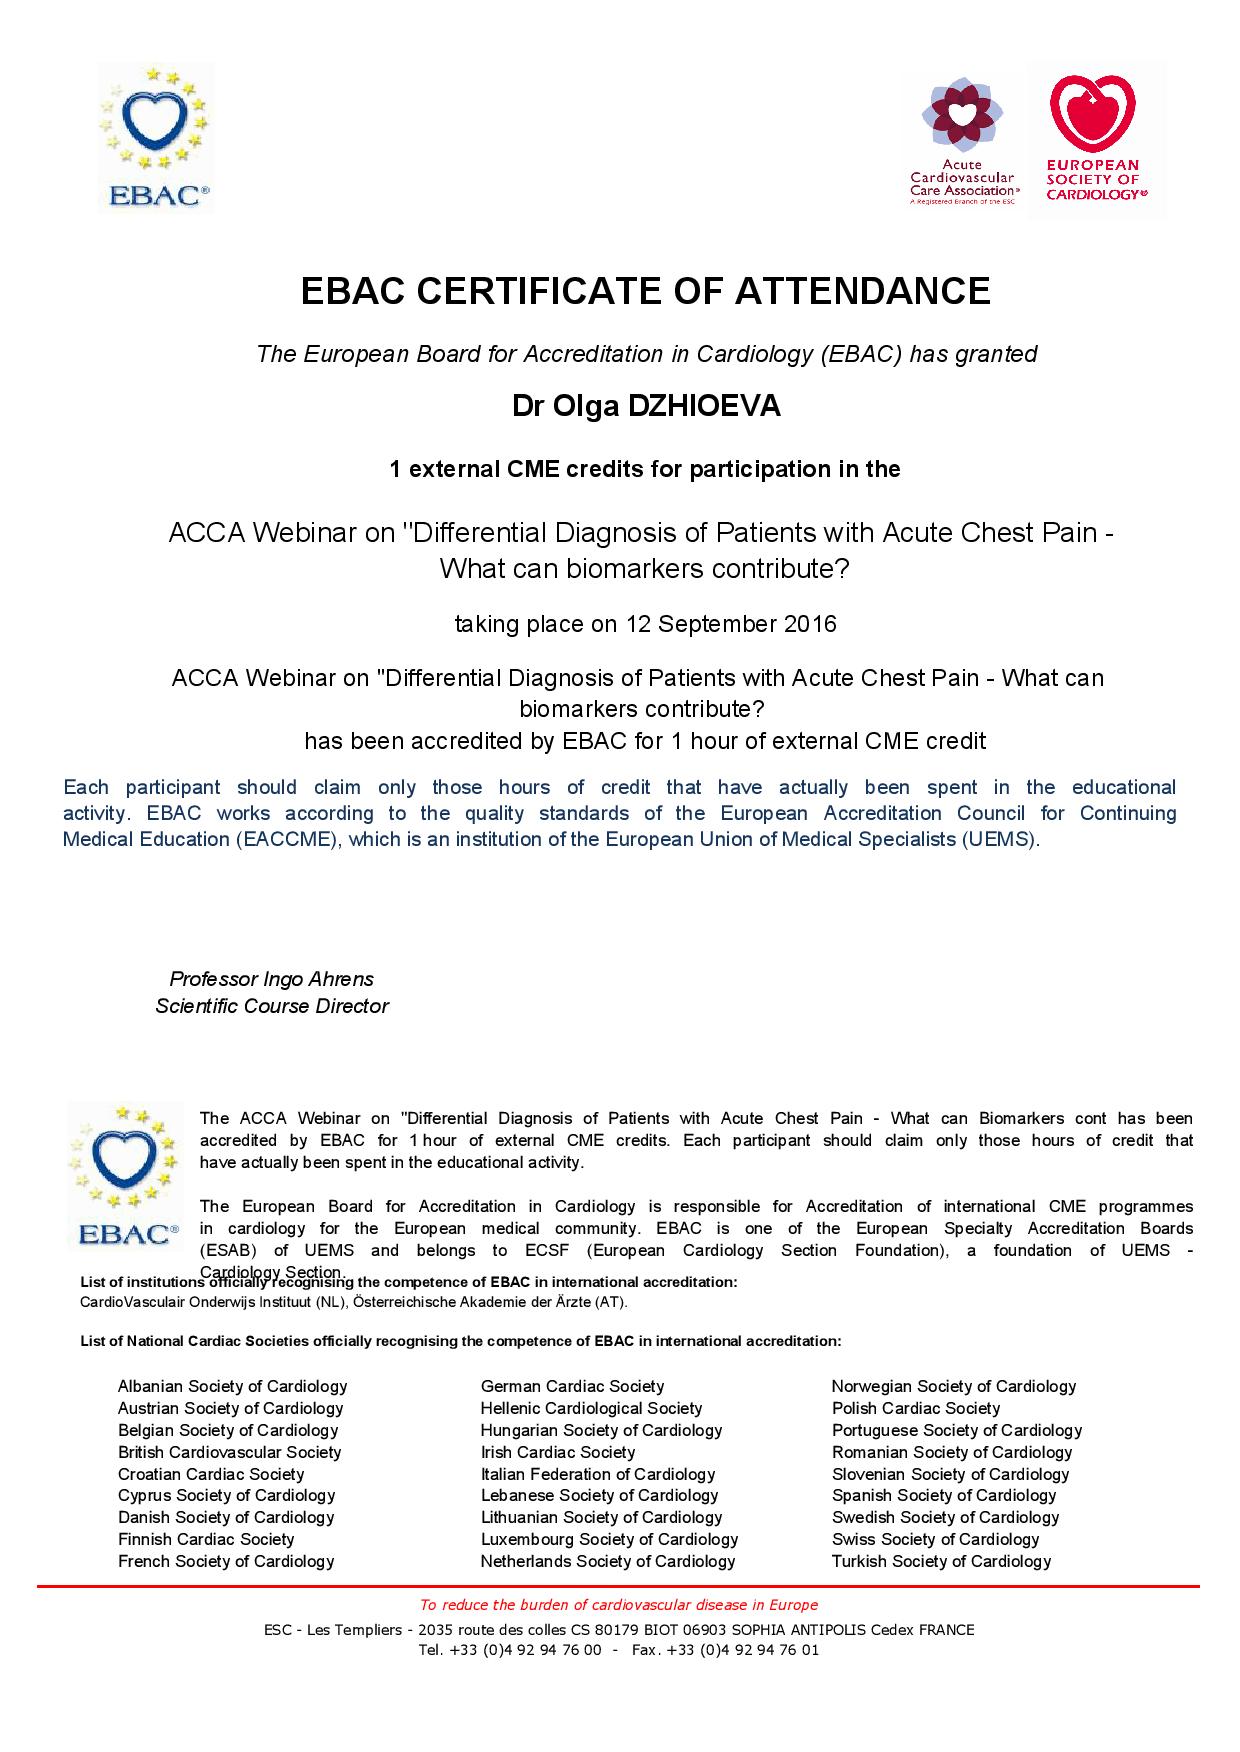 EBAC®
Acute
Cardiovascular
Care Association®
A Registered Branch of the ESC
EUROPEAN
SOCIETY OF
CARDIOLOGY®
EBAC CERTIFICATE OF ATTENDANCE
The European Board for Accreditation in Cardiology (EBAC) has granted
Dr Olga DZHIOEVA
1 external CME credits for participation in the
ACCA Webinar on "Differential Diagnosis of Patients with Acute Chest Pain -
What can biomarkers contribute?
taking place on 12 September 2016
ACCA Webinar on "Differential Diagnosis of Patients with Acute Chest Pain - What can
biomarkers contribute?
has been accredited by EBAC for 1 hour of external CME credit
Each participant should claim only those hours of credit that have actually been spent in the educational
activity. EBAC works according to the quality standards of the European Accreditation Council for Continuing
Medical Education (EACCME), which is an institution of the European Union of Medical Specialists (UEMS).
Professor Ingo Ahrens
Scientific Course Director
EBAC®
The ACCA Webinar on "Differential Diagnosis of Patients with Acute Chest Pain - What can Biomarkers cont has been
accredited by EBAC for 1 hour of external CME credits. Each participant should claim only those hours of credit that
have actually been spent in the educational activity.
The European Board for Accreditation in Cardiology is responsible for Accreditation of international CME programmes
in cardiology for the European medical community. EBAC is one of the European Specialty Accreditation Boards
(ESAB) of UEMS and belongs to ECSF (European Cardiology Section Foundation), a foundation of UEMS -
Cardiology Section.
List of institutions officially recognising the competence of EBAC in international accreditation:
CardioVasculair Onderwijs Instituut (NL), Österreichische Akademie der Ärzte (AT).
List of National Cardiac Societies officially recognising the competence of EBAC in international accreditation:
Albanian Society of Cardiology
Austrian Society of Cardiology
Belgian Society of Cardiology
British Cardiovascular Society
Croatian Cardiac Society
Cyprus Society of Cardiology
Danish Society of Cardiology
Finnish Cardiac Society
French Society of Cardiology
German Cardiac Society
Hellenic Cardiological Society
Hungarian Society of Cardiology
Irish Cardiac Society
Italian Federation of Cardiology
Lebanese Society of Cardiology
Lithuanian Society of Cardiology
Luxembourg Society of Cardiology
Netherlands Society of Cardiology
Norwegian Society of Cardiology
Polish Cardiac Society
Portuguese Society of Cardiology
Romanian Society of Cardiology
Slovenian Society of Cardiology
Spanish Society of Cardiology
Swedish Society of Cardiology
Swiss Society of Cardiology
Turkish Society of Cardiology
To reduce the burden of cardiovascular disease in Europe
ESC - Les Templiers - 2035 route des colles CS 80179 BIOT 06903 SOPHIA ANTIPOLIS Cedex FRANCE
Tel. +33 (0)4 92 94 76 00 - Fax. +33 (0)4 92 94 76 01